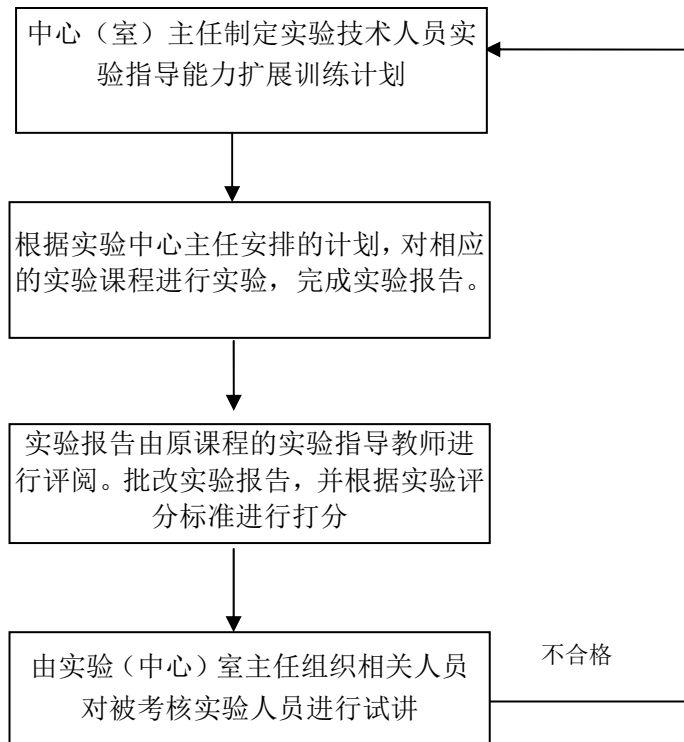 中心（室）主任制定实验技术人员实
验指导能力扩展训练计划
根据实验中心主任安排的计划，对相应
的实验课程进行实验，完成实验报告。
实验报告由原课程的实验指导教师进
行评阅。批改实验报告，并根据实验评
分标准进行打分
由实验（中心）室主任组织相关人员
对被考核实验人员进行试讲
不合格